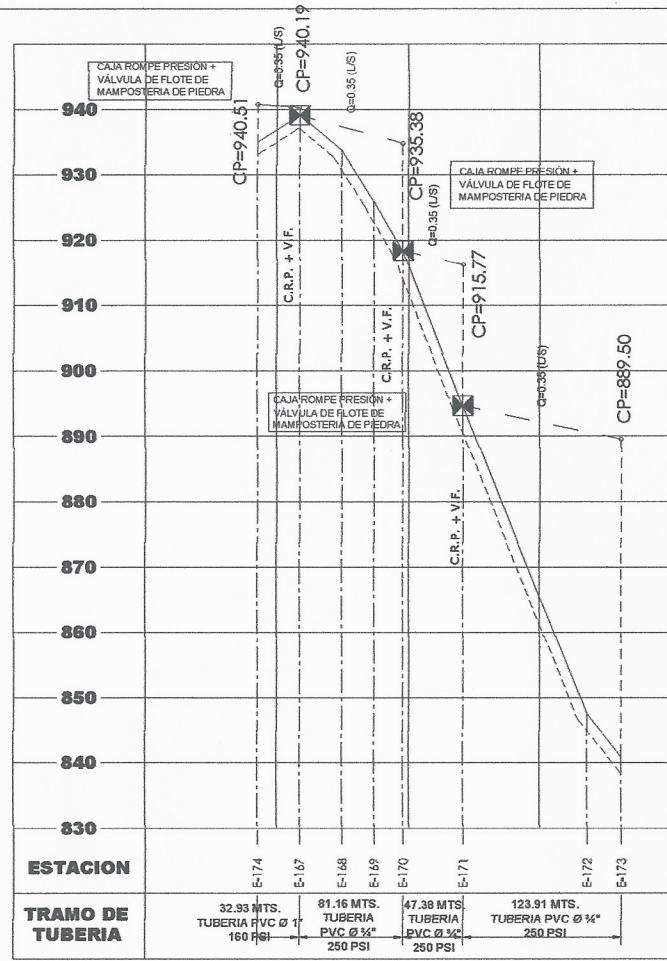 CAJA ROMPE PRESIÓN +
VÁLVULA DE FLOTE DE
MAMPOSTERIA DE PIEDRA
Q=0.35 (L/S)
CP=940.19
Q=0.35 (L/S)
CP=940.51
CP=935.38
CAJA ROMPE PRESIÓN +
VÁLVULA DE FLOTE DE
MAMPOSTERIA DE PIEDRA
Q=0.35 (L/S)
C.R.P. + V.F.
C.R.P. + V.F.
CP=915.77
CAJA ROMPE PRESIÓN +
VÁLVULA DE FLOTE DE
MAMPOSTERIA DE PIEDRA
Q=0.35 (L/S)
CP=889.50
C.R.P. + V.F.
940
930
920
910
900
890
880
870
860
850
840
830
ESTACION
E-174
E-167
E-168
E-169
E-170
E-171
E-172
E-173
TRAMO DE
TUBERIA
32.93 MTS.
TUBERIA PVC Ø 1"
160 PSI
81.16 MTS.
TUBERIA
PVC Ø ¾"
250 PSI
47.38 MTS.
TUBERIA
PVC Ø ¾"
250 PSI
123.91 MTS.
TUBERIA PVC Ø ¾"
250 PSI